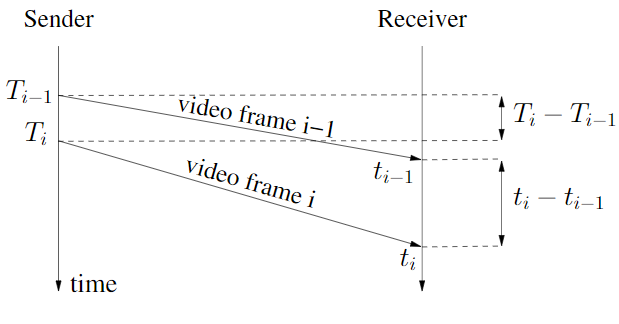 Sender
Receiver
T_{i−1}
video frame i−1
T_i − T_{i−1}
T_i
t_{i−1}
video frame i
t_i − t_{i−1}
t_i
time